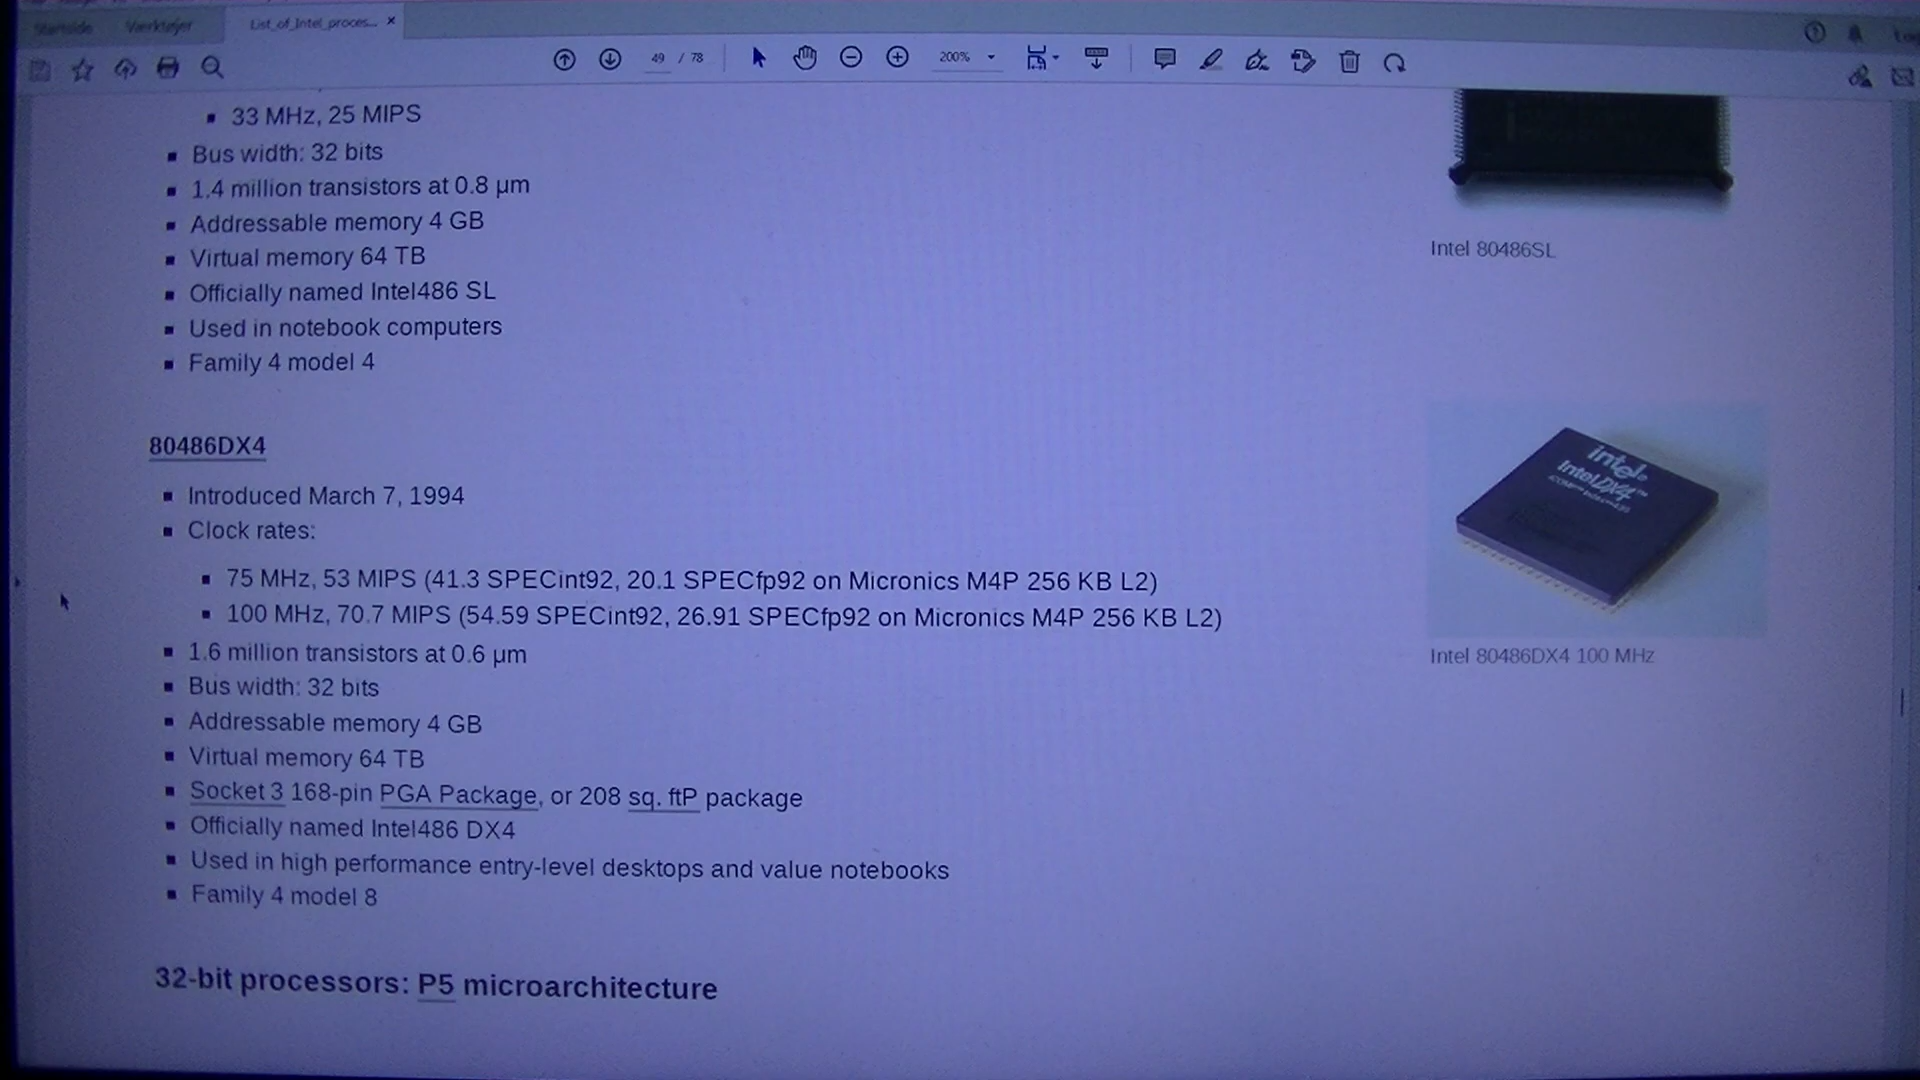 Startside Værktøjer List_of_Intel_proces... ×
49 / 78 200%
33 MHz, 25 MIPS
Bus width: 32 bits
1.4 million transistors at 0.8 µm
Addressable memory 4 GB
Virtual memory 64 TB
Officially named Intel486 SL
Used in notebook computers
Family 4 model 4
Intel 80486SL
80486DX4
Introduced March 7, 1994
Clock rates:
75 MHz, 53 MIPS (41.3 SPECint92, 20.1 SPECfp92 on Micronics M4P 256 KB L2)
100 MHz, 70.7 MIPS (54.59 SPECint92, 26.91 SPECfp92 on Micronics M4P 256 KB L2)
1.6 million transistors at 0.6 µm
Bus width: 32 bits
Addressable memory 4 GB
Virtual memory 64 TB
Socket 3 168-pin PGA Package, or 208 sq. ftP package
Officially named Intel486 DX4
Used in high performance entry-level desktops and value notebooks
Family 4 model 8
intel®
IntelDX4™
Intel 80486DX4 100 MHz
32-bit processors: P5 microarchitecture